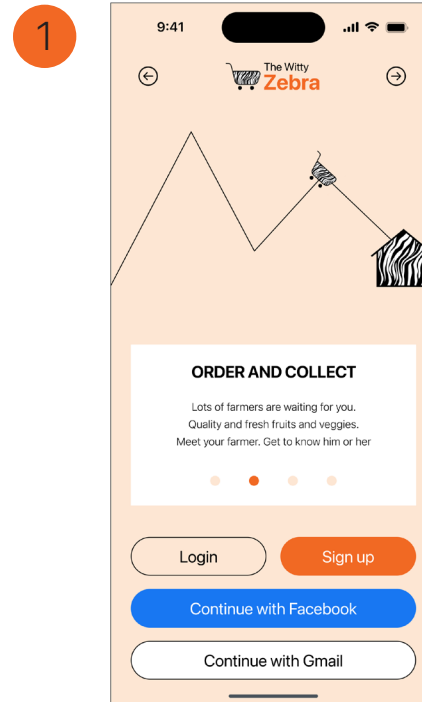 1
9:41
The Witty
Zebra
ORDER AND COLLECT
Lots of farmers are waiting for you.
Quality and fresh fruits and veggies.
Meet your farmer. Get to know him or her
Login
Sign up
Continue with Facebook
Continue with Gmail